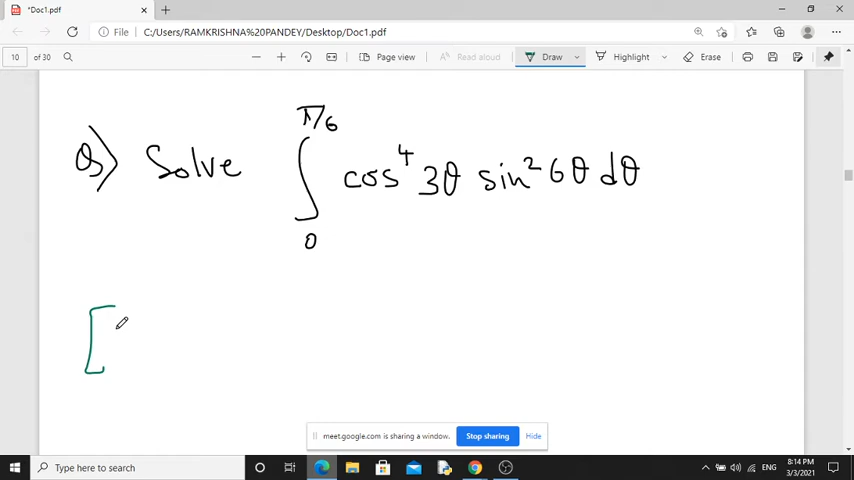 *Doc1.pdf
File C:/Users/RAMKRISHNA%20PANDEY/Desktop/Doc1.pdf
10 of 30 Page view Read aloud Draw Highlight Erase
Q) Solve ∫₀^{π/6} cos⁴ 3θ sin² 6θ dθ
meet.google.com is sharing a window. Stop sharing Hide
Type here to search
ENG
8:14 PM
3/3/2021